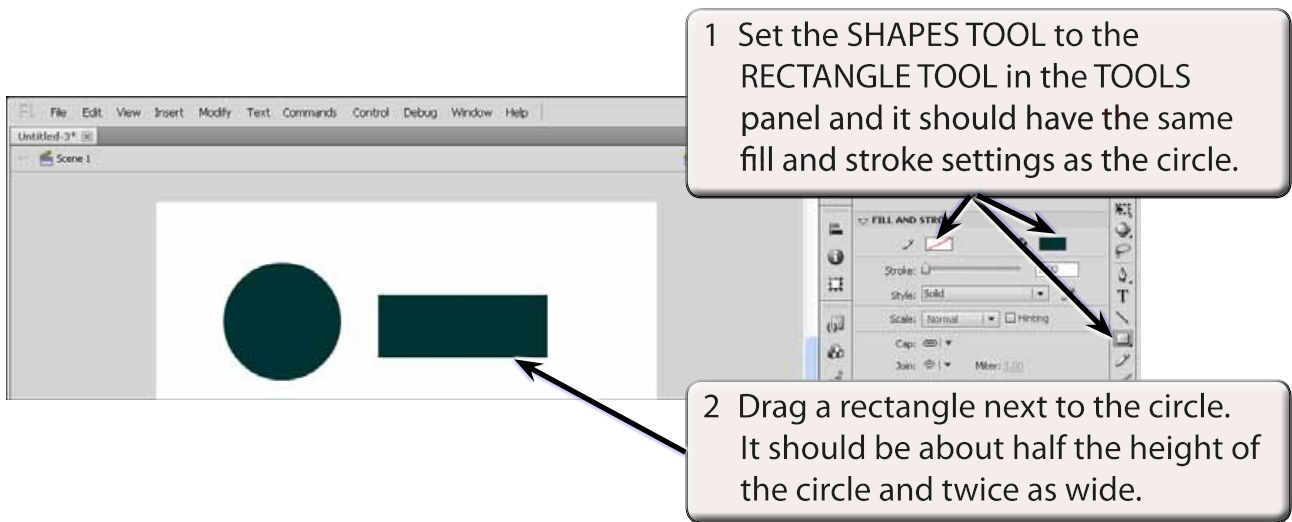 1 Set the SHAPES TOOL to the
RECTANGLE TOOL in the TOOLS
panel and it should have the same
fill and stroke settings as the circle.
File Edit View Insert Modify Text Commands Control Debug Window Help
Untitled-3*
Scene 1
FILL AND
Stroke:
Style: Solid
Scale: Normal Hinting
Cap:
Join: Miter: 3.00
2 Drag a rectangle next to the circle.
It should be about half the height of
the circle and twice as wide.